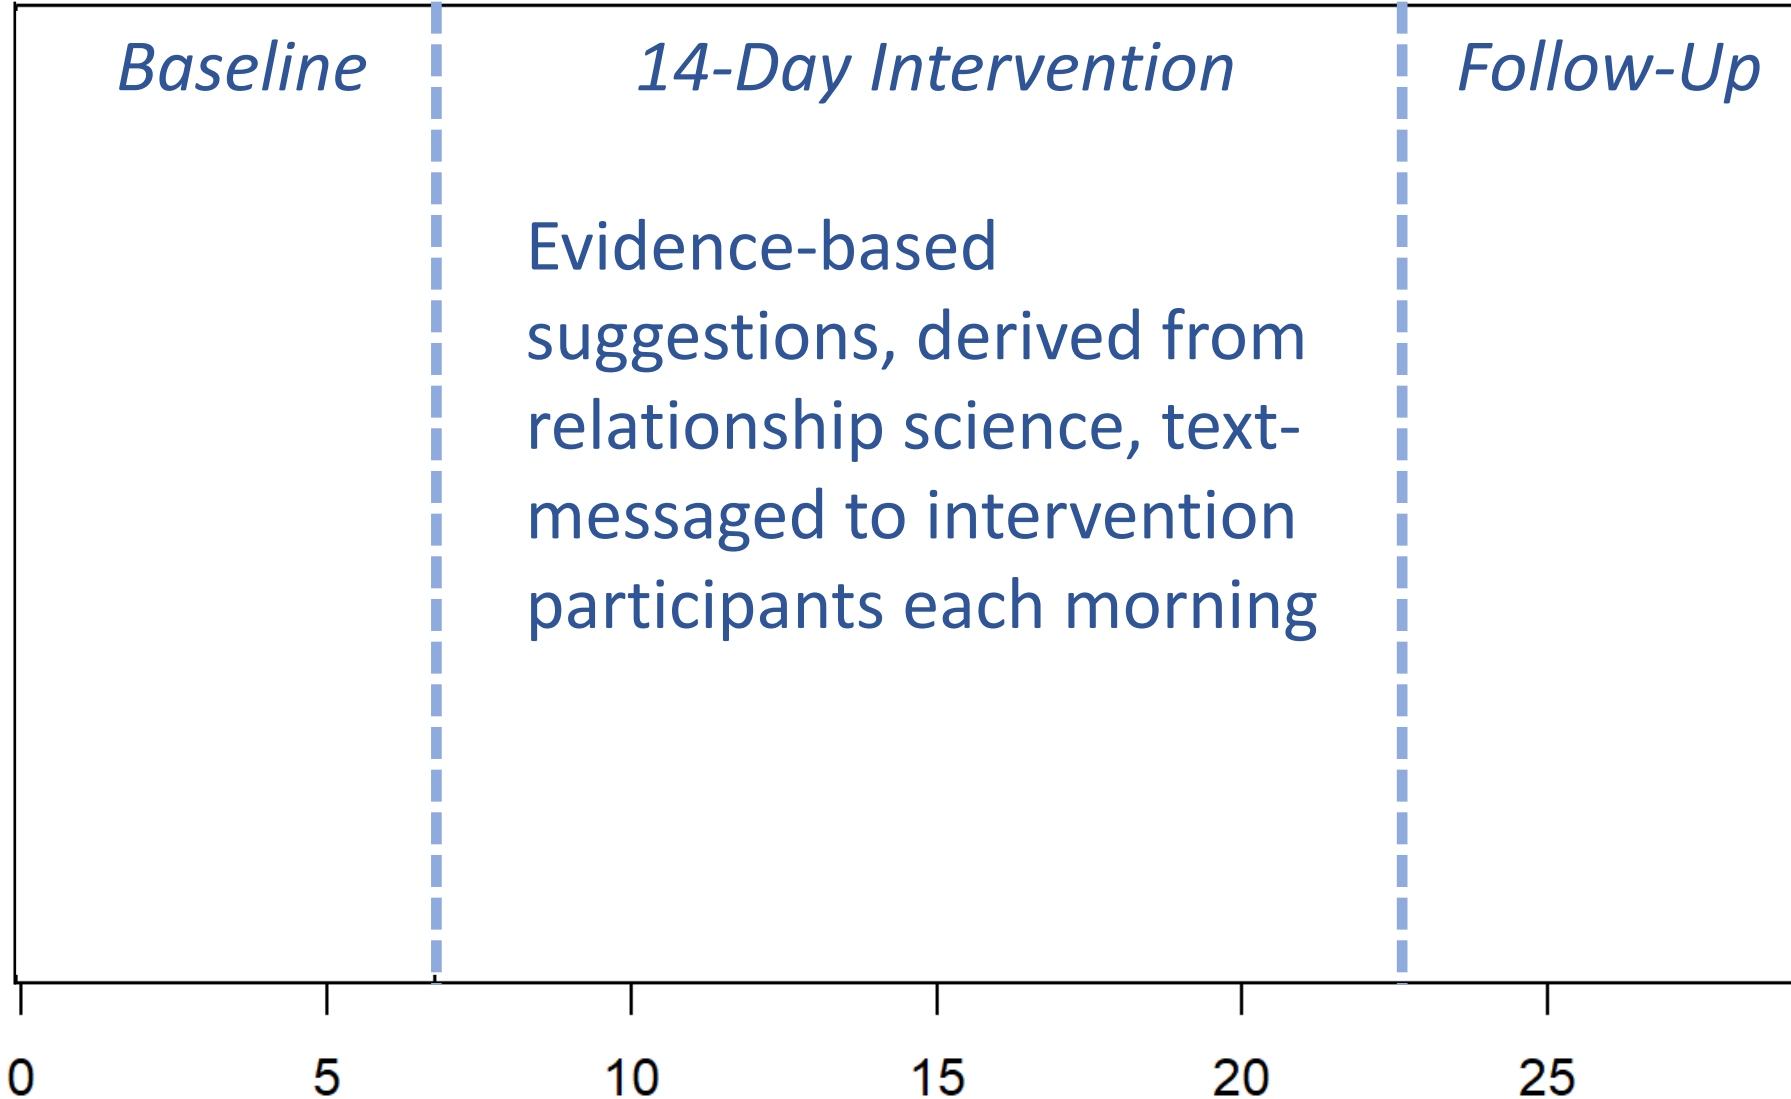 Baseline 14-Day Intervention Follow-Up
Evidence-based
suggestions, derived from
relationship science, text-
messaged to intervention
participants each morning
0 5 10 15 20 25